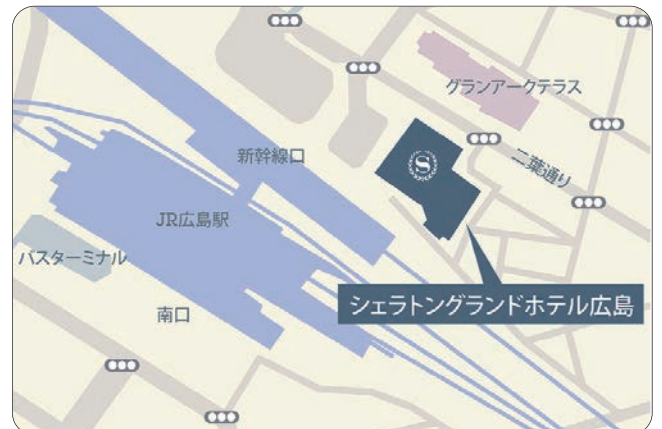 グランアークテラス
S
二葉通り
新幹線口
JR広島駅
バスターミナル
シェラトングランドホテル広島
南口